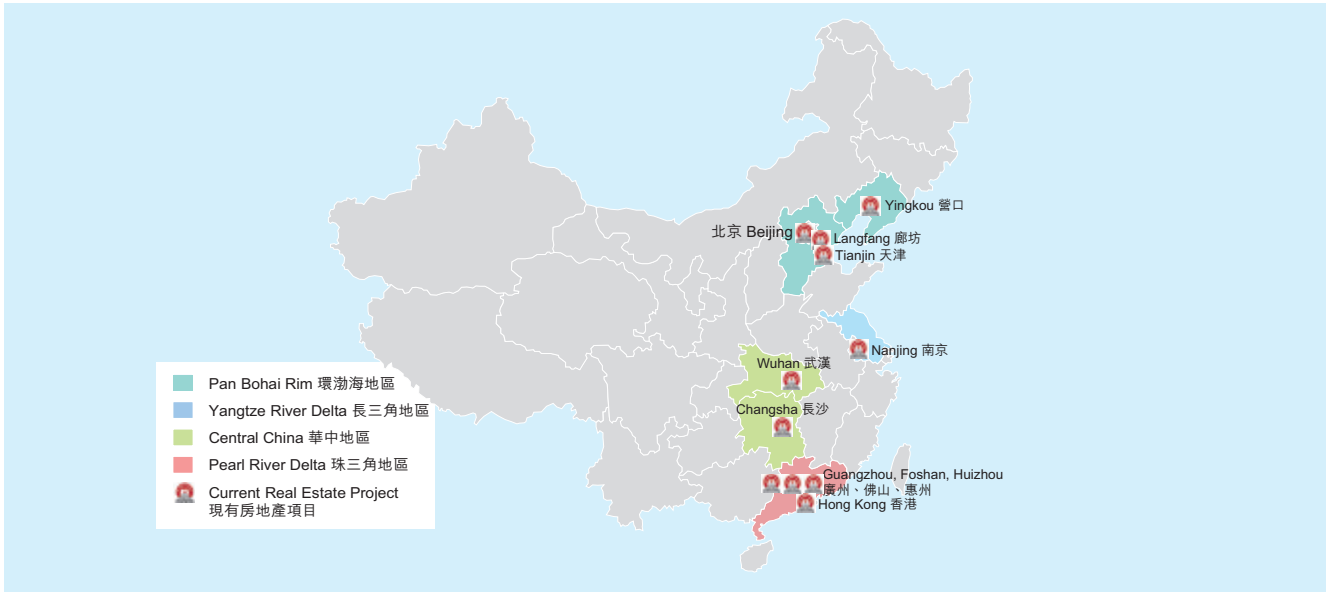 Yingkou 營口
北京 Beijing
Langfang 廊坊
Tianjin 天津
Nanjing 南京
Wuhan 武漢
Changsha 長沙
Guangzhou, Foshan, Huizhou
廣州、佛山、惠州
Hong Kong 香港
Pan Bohai Rim 環渤海地區
Yangtze River Delta 長三角地區
Central China 華中地區
Pearl River Delta 珠三角地區
Current Real Estate Project
現有房地產項目